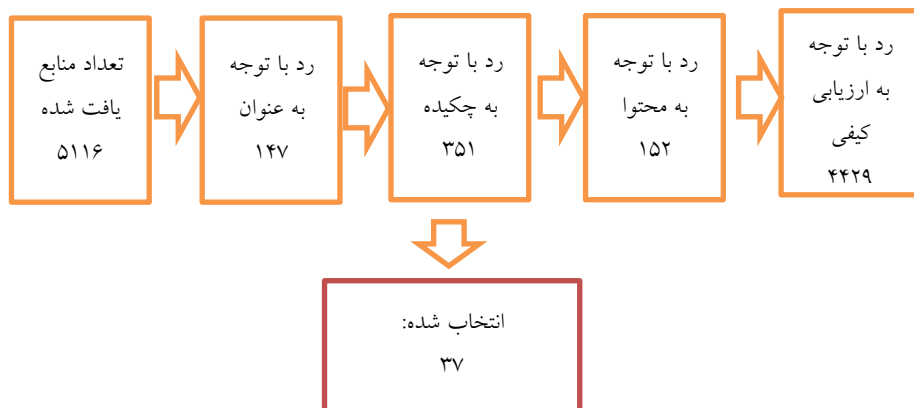 تعداد منابع
یافت شده
۵۱۱۶
رد با توجه
به عنوان
۱۴۷
رد با توجه
به چکیده
۳۵۱
رد با توجه
به محتوا
۱۵۲
رد با توجه
به ارزیابی
کیفی
۴۴۲۹
انتخاب شده:
۳۷